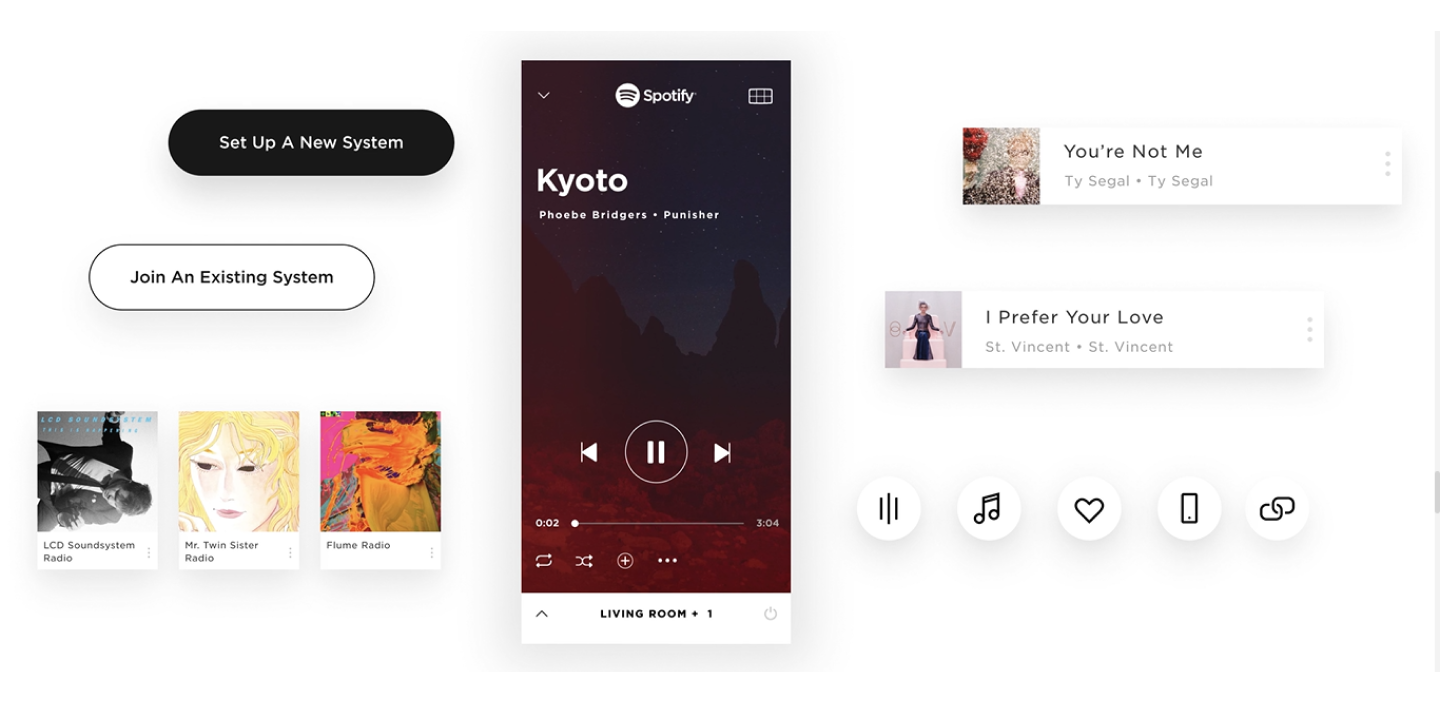 Set Up A New System
Join An Existing System
LCD SOUNDSYSTEM
THIS IS HAPPENING
LCD Soundsystem
Radio
Mr. Twin Sister
Radio
Flume Radio
Spotify
Kyoto
Phoebe Bridgers • Punisher
0:02
3:04
LIVING ROOM + 1
You're Not Me
Ty Segal • Ty Segal
I Prefer Your Love
St. Vincent • St. Vincent